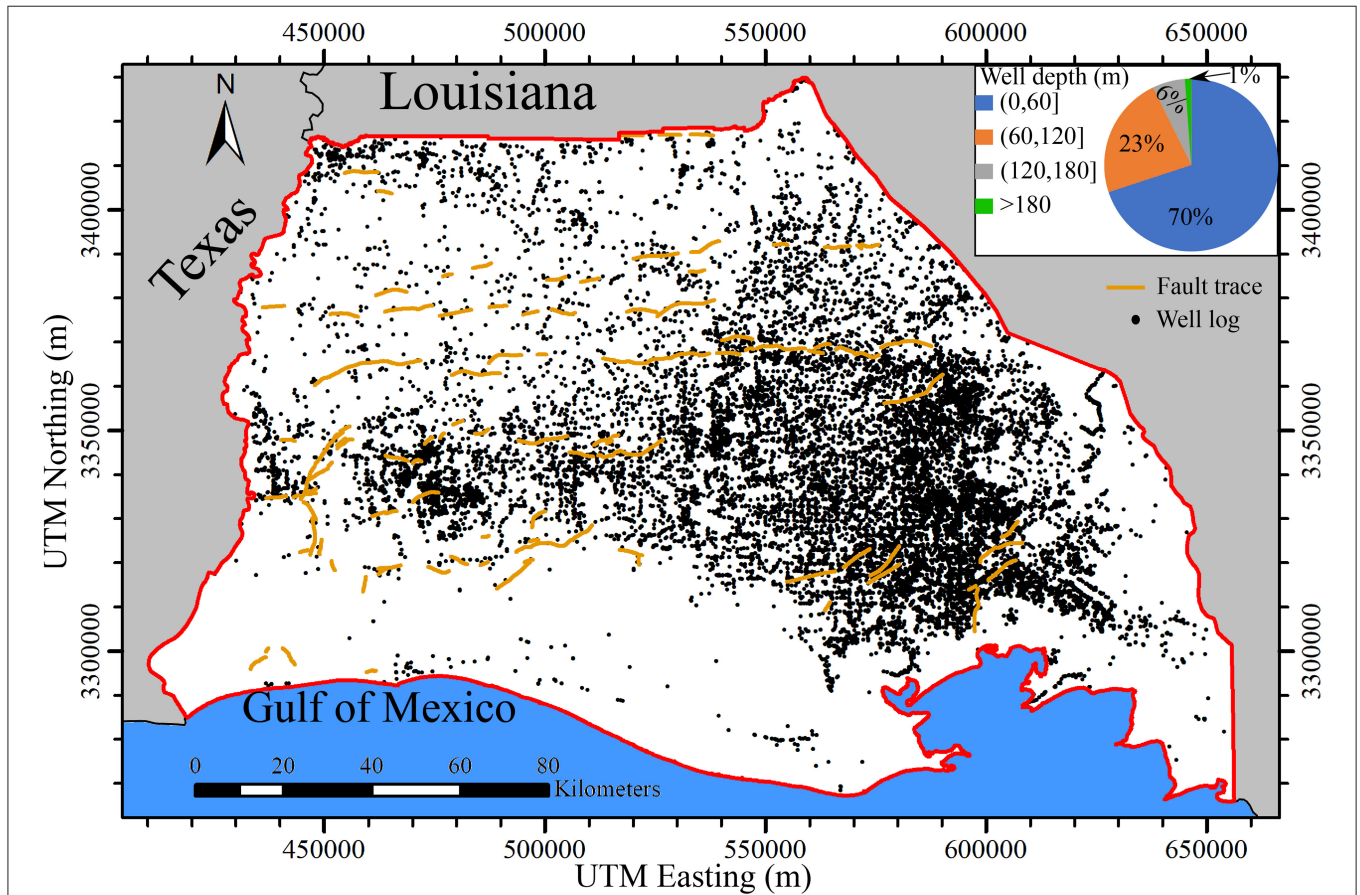 450000 500000 550000 600000 650000
N
Louisiana
Texas
Well depth (m)
(0,60]
(60,120]
(120,180]
>180
1%
6%
23%
70%
Fault trace
Well log
3400000
3350000
3300000
UTM Northing (m)
3400000
3350000
3300000
Gulf of Mexico
0 20 40 60 80
Kilometers
450000 500000 550000 600000 650000
UTM Easting (m)